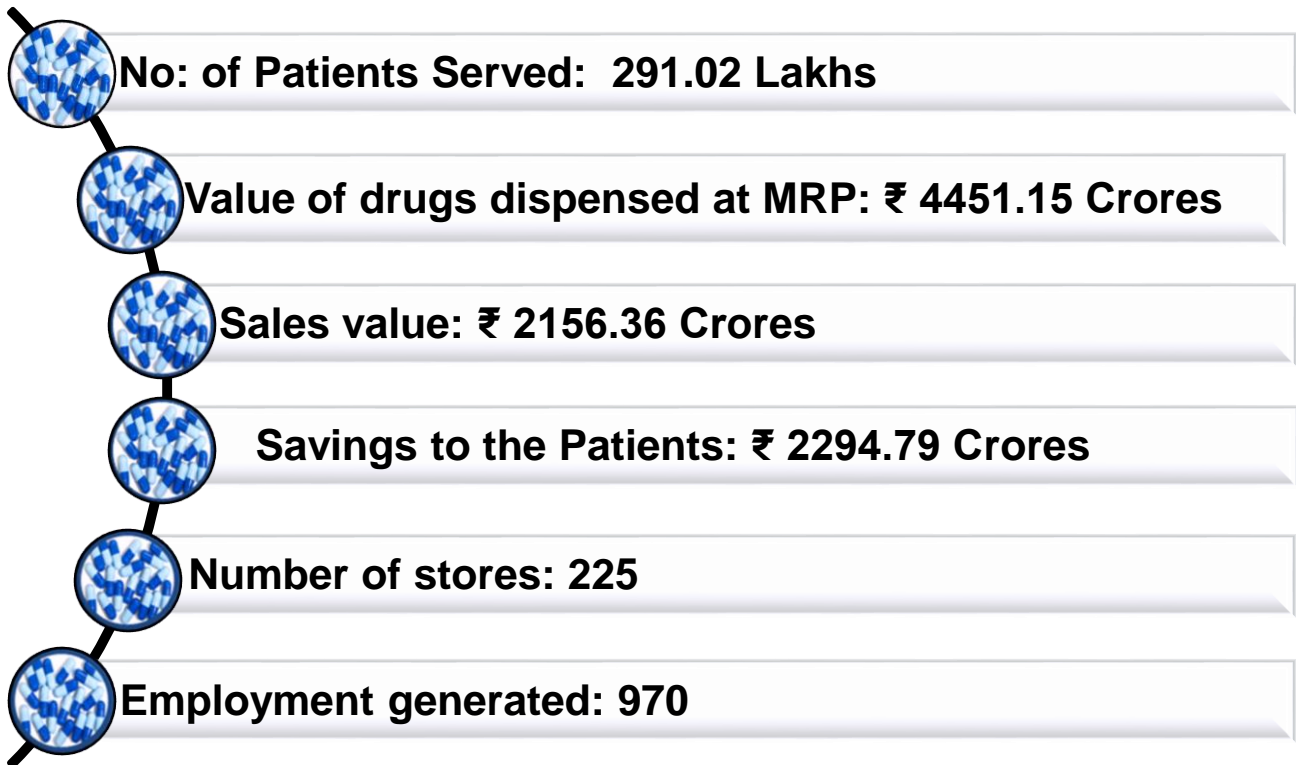 No: of Patients Served: 291.02 Lakhs
Value of drugs dispensed at MRP: ₹ 4451.15 Crores
Sales value: ₹ 2156.36 Crores
Savings to the Patients: ₹ 2294.79 Crores
Number of stores: 225
Employment generated: 970